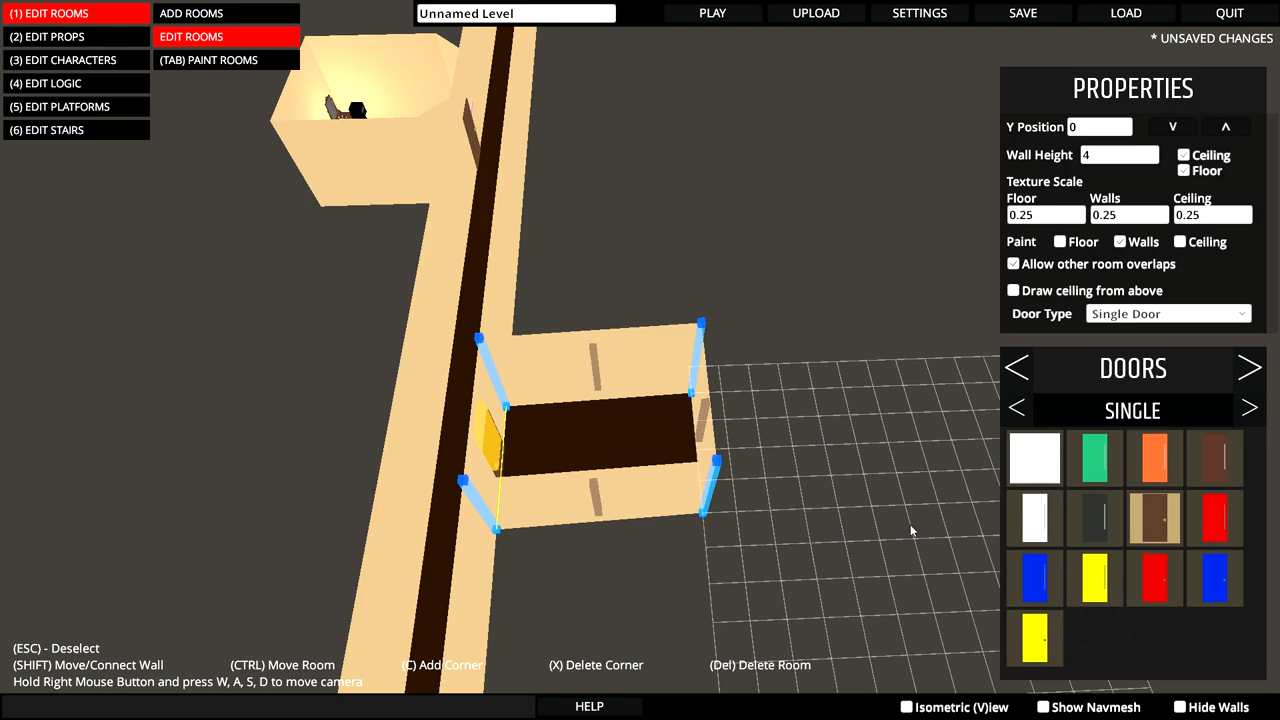 (1) EDIT ROOMS
ADD ROOMS
Unnamed Level
PLAY
UPLOAD
SETTINGS
SAVE
LOAD
QUIT
(2) EDIT PROPS
EDIT ROOMS
* UNSAVED CHANGES
(3) EDIT CHARACTERS
(TAB) PAINT ROOMS
(4) EDIT LOGIC
(5) EDIT PLATFORMS
(6) EDIT STAIRS
PROPERTIES
Y Position 0 V Λ
Wall Height 4
Ceiling
Floor
Texture Scale
Floor Walls Ceiling
0.25 0.25 0.25
Paint Floor Walls Ceiling
Allow other room overlaps
Draw ceiling from above
Door Type Single Door
< DOORS >
< SINGLE >
(ESC) - Deselect
(SHIFT) Move/Connect Wall (CTRL) Move Room (C) Add Corner (X) Delete Corner (Del) Delete Room
Hold Right Mouse Button and press W, A, S, D to move camera
HELP
Isometric (V)iew
Show Navmesh
Hide Walls